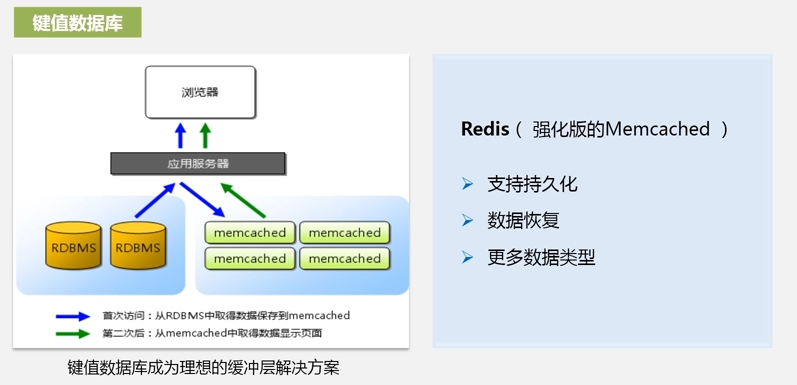 键值数据库
浏览器
应用服务器
RDBMS RDBMS
memcached memcached
memcached memcached
首次访问：从RDBMS中取得数据保存到memcached
第二次后：从memcached中取得数据显示页面
键值数据库成为理想的缓冲层解决方案
Redis（ 强化版的Memcached ）
支持持久化
数据恢复
更多数据类型